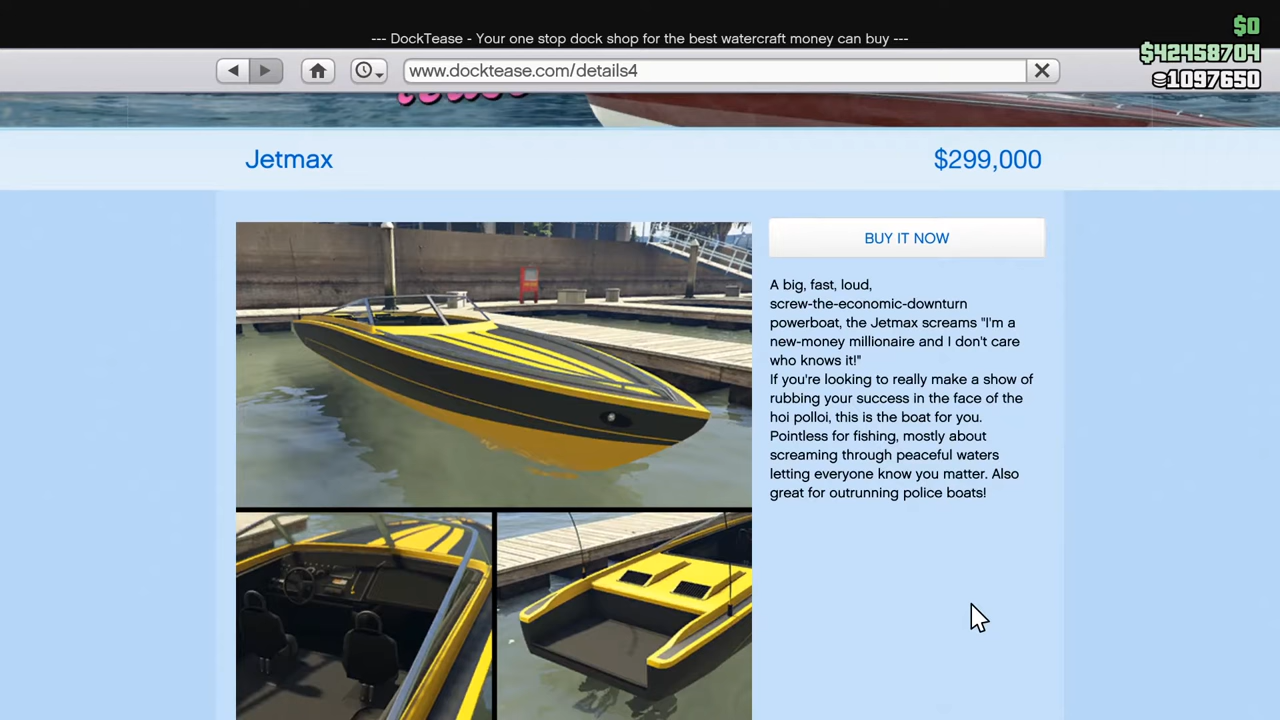 $0
--- DockTease - Your one stop dock shop for the best watercraft money can buy ---
$42458704
www.docktease.com/details4
1097650
Jetmax
$299,000
BUY IT NOW
A big, fast, loud,
screw-the-economic-downturn
powerboat, the Jetmax screams "I'm a
new-money millionaire and I don't care
who knows it!"
If you're looking to really make a show of
rubbing your success in the face of the
hoi polloi, this is the boat for you.
Pointless for fishing, mostly about
screaming through peaceful waters
letting everyone know you matter. Also
great for outrunning police boats!